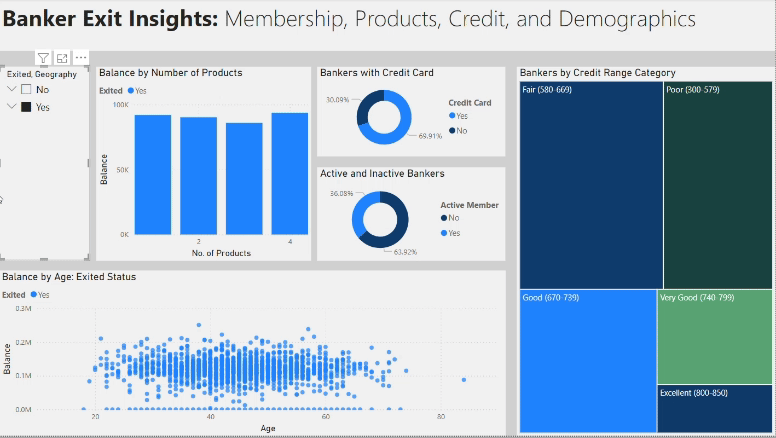 Banker Exit Insights: Membership, Products, Credit, and Demographics
Exited, Geography
No
Yes
Balance by Number of Products
Exited Yes
100K
50K
0K
Balance
2
4
No. of Products
Bankers with Credit Card
30.09%
69.91%
Credit Card
Yes
No
Active and Inactive Bankers
36.08%
63.92%
Active Member
No
Yes
Bankers by Credit Range Category
Fair (580-669)
Poor (300-579)
Good (670-739)
Very Good (740-799)
Excellent (800-850)
Balance by Age: Exited Status
Exited Yes
0.3M
0.2M
0.1M
0.0M
Balance
20
40
60
80
Age